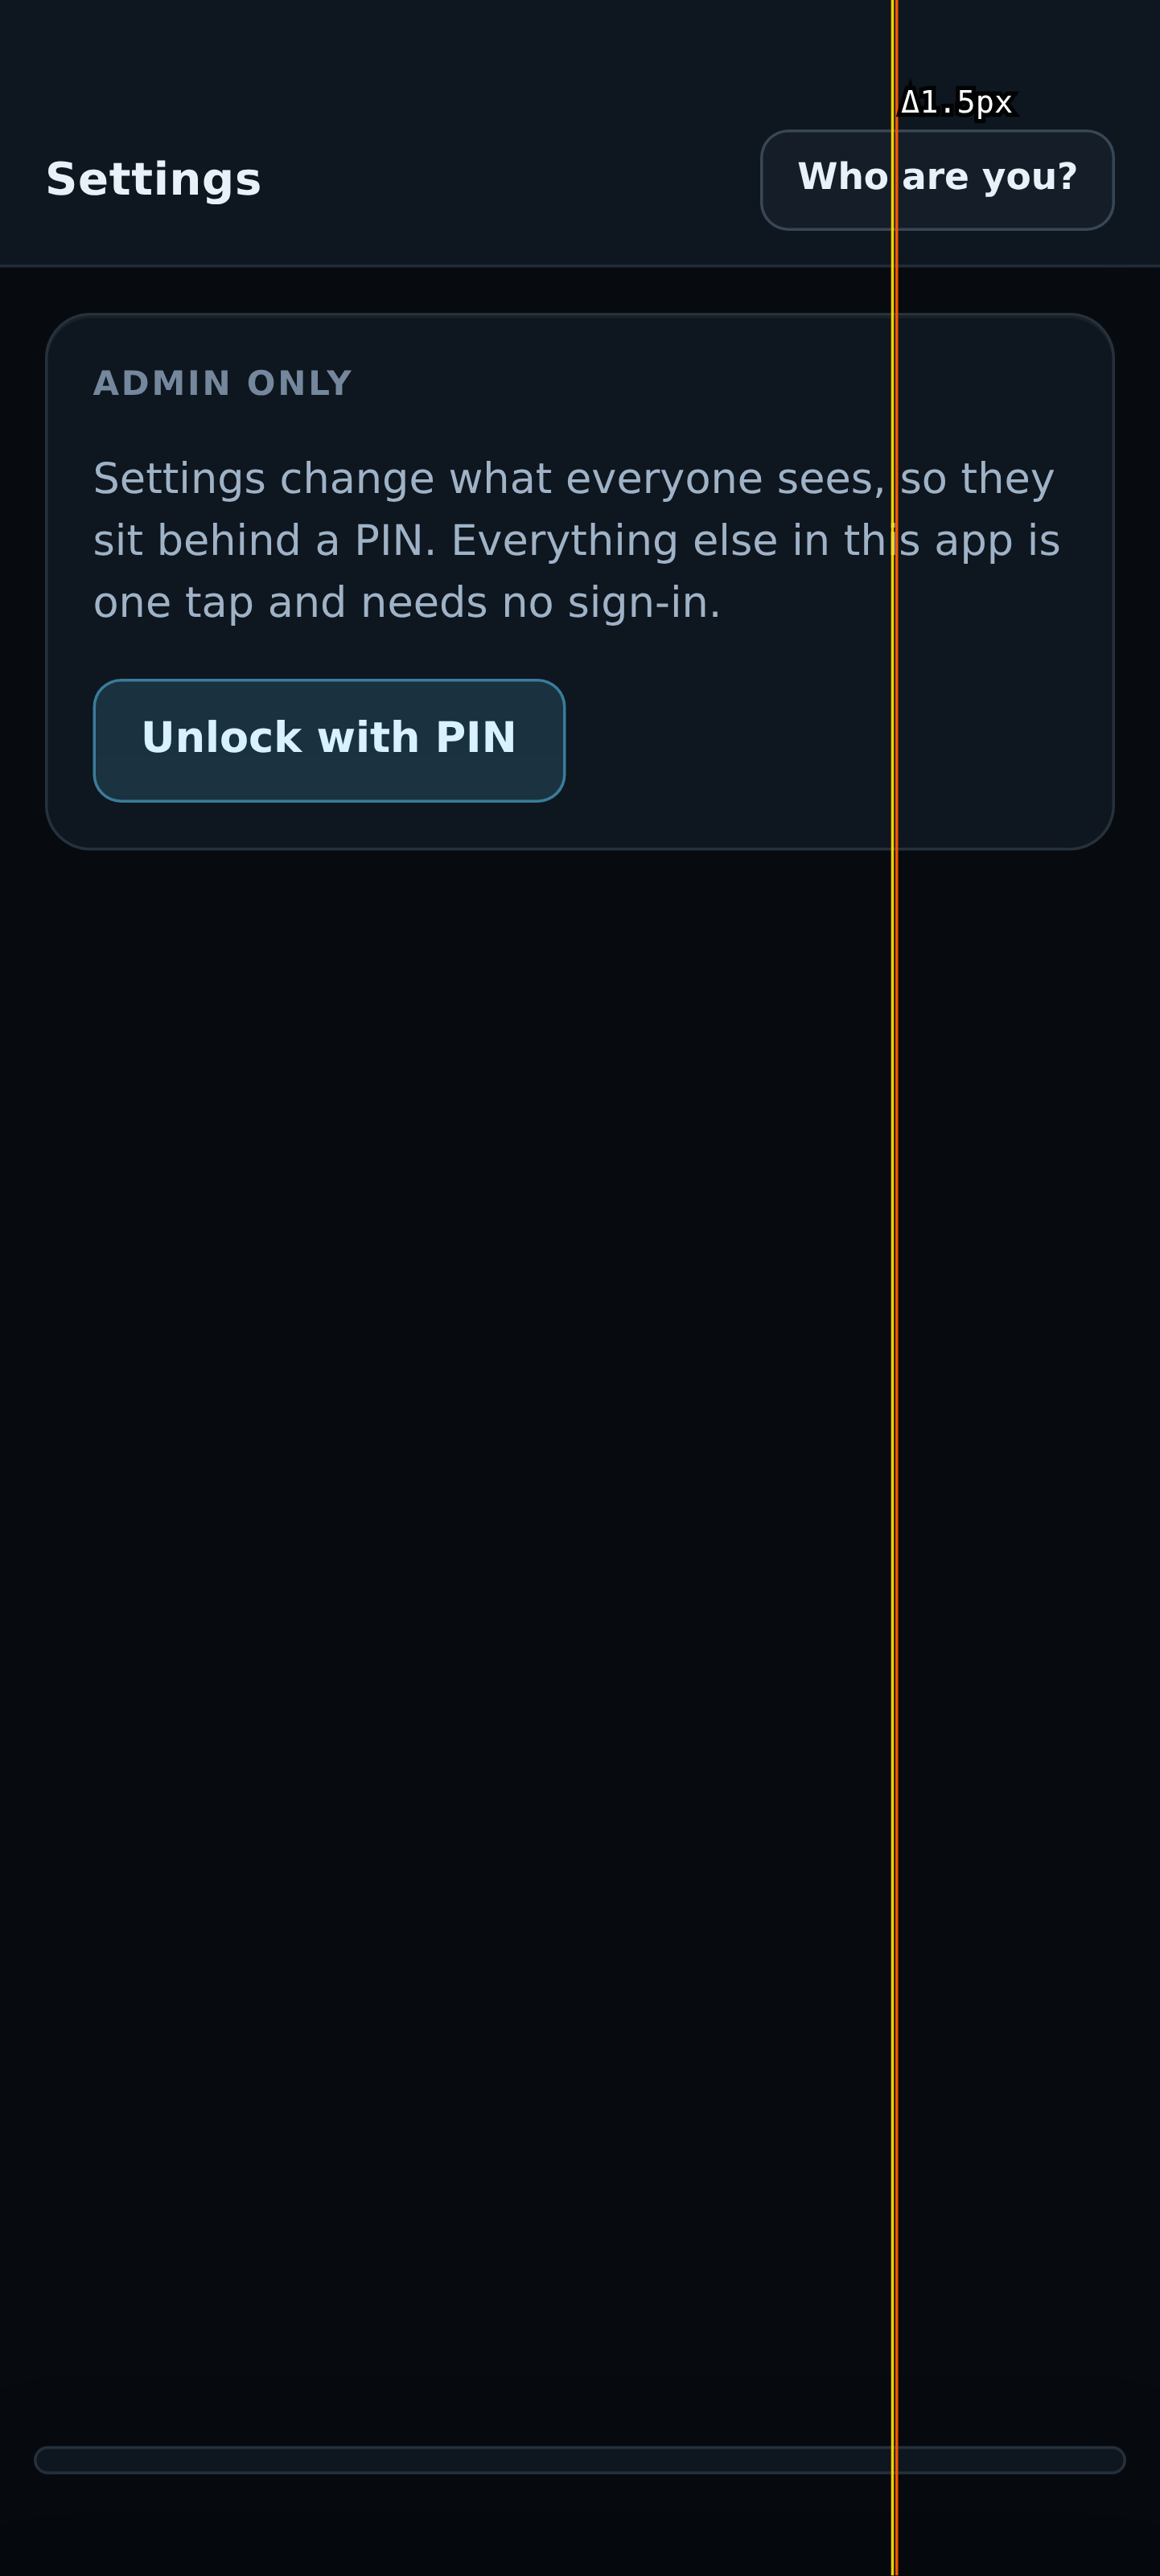 Δ1.5px
Settings
Who are you?
ADMIN ONLY
Settings change what everyone sees, so they
sit behind a PIN. Everything else in this app is
one tap and needs no sign-in.
Unlock with PIN